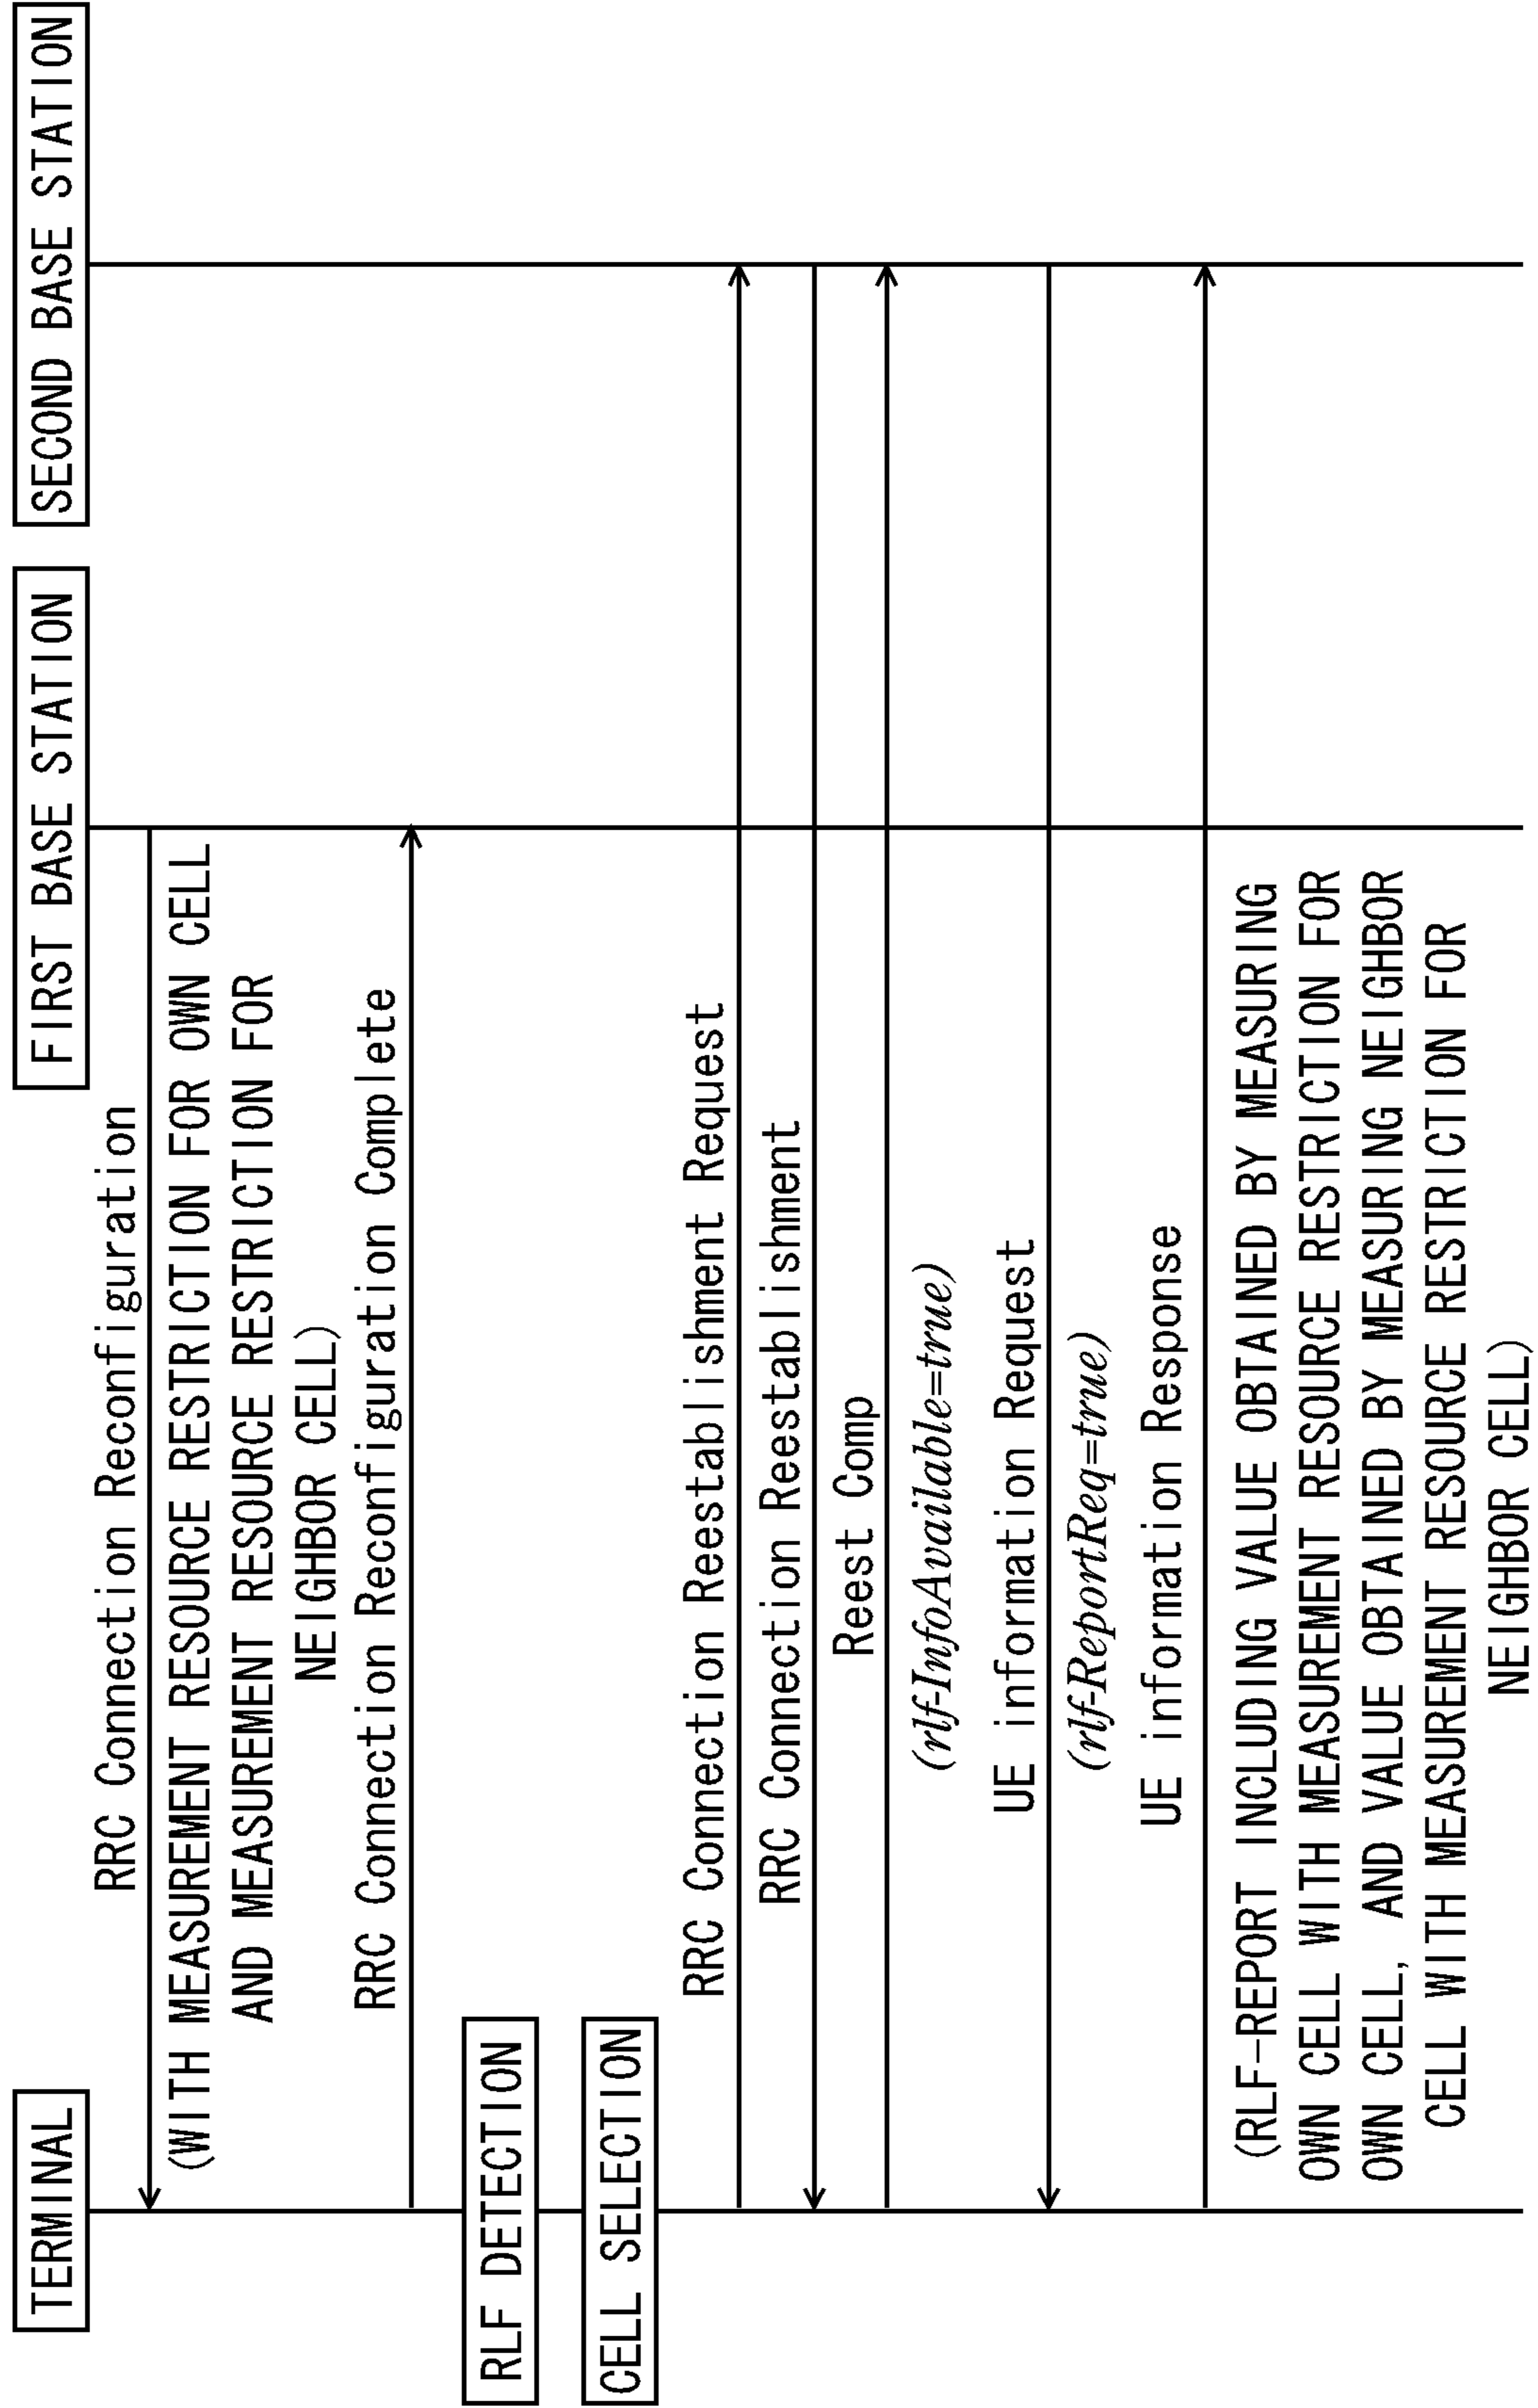 TERMINAL
FIRST BASE STATION
SECOND BASE STATION
RRC Connection Reconfiguration
(WITH MEASUREMENT RESOURCE RESTRICTION FOR OWN CELL
AND MEASUREMENT RESOURCE RESTRICTION FOR
NEIGHBOR CELL)
RRC Connection Reconfiguration Complete
RLF DETECTION
CELL SELECTION
RRC Connection Reestablishment Request
RRC Connection Reestablishment
Reest Comp
(rlf-InfoAvailable=true)
UE information Request
(rlf-ReportReq=true)
UE information Response
(RLF-REPORT INCLUDING VALUE OBTAINED BY MEASURING
OWN CELL WITH MEASUREMENT RESOURCE RESTRICTION FOR
OWN CELL, AND VALUE OBTAINED BY MEASURING NEIGHBOR
CELL WITH MEASUREMENT RESOURCE RESTRICTION FOR
NEIGHBOR CELL)